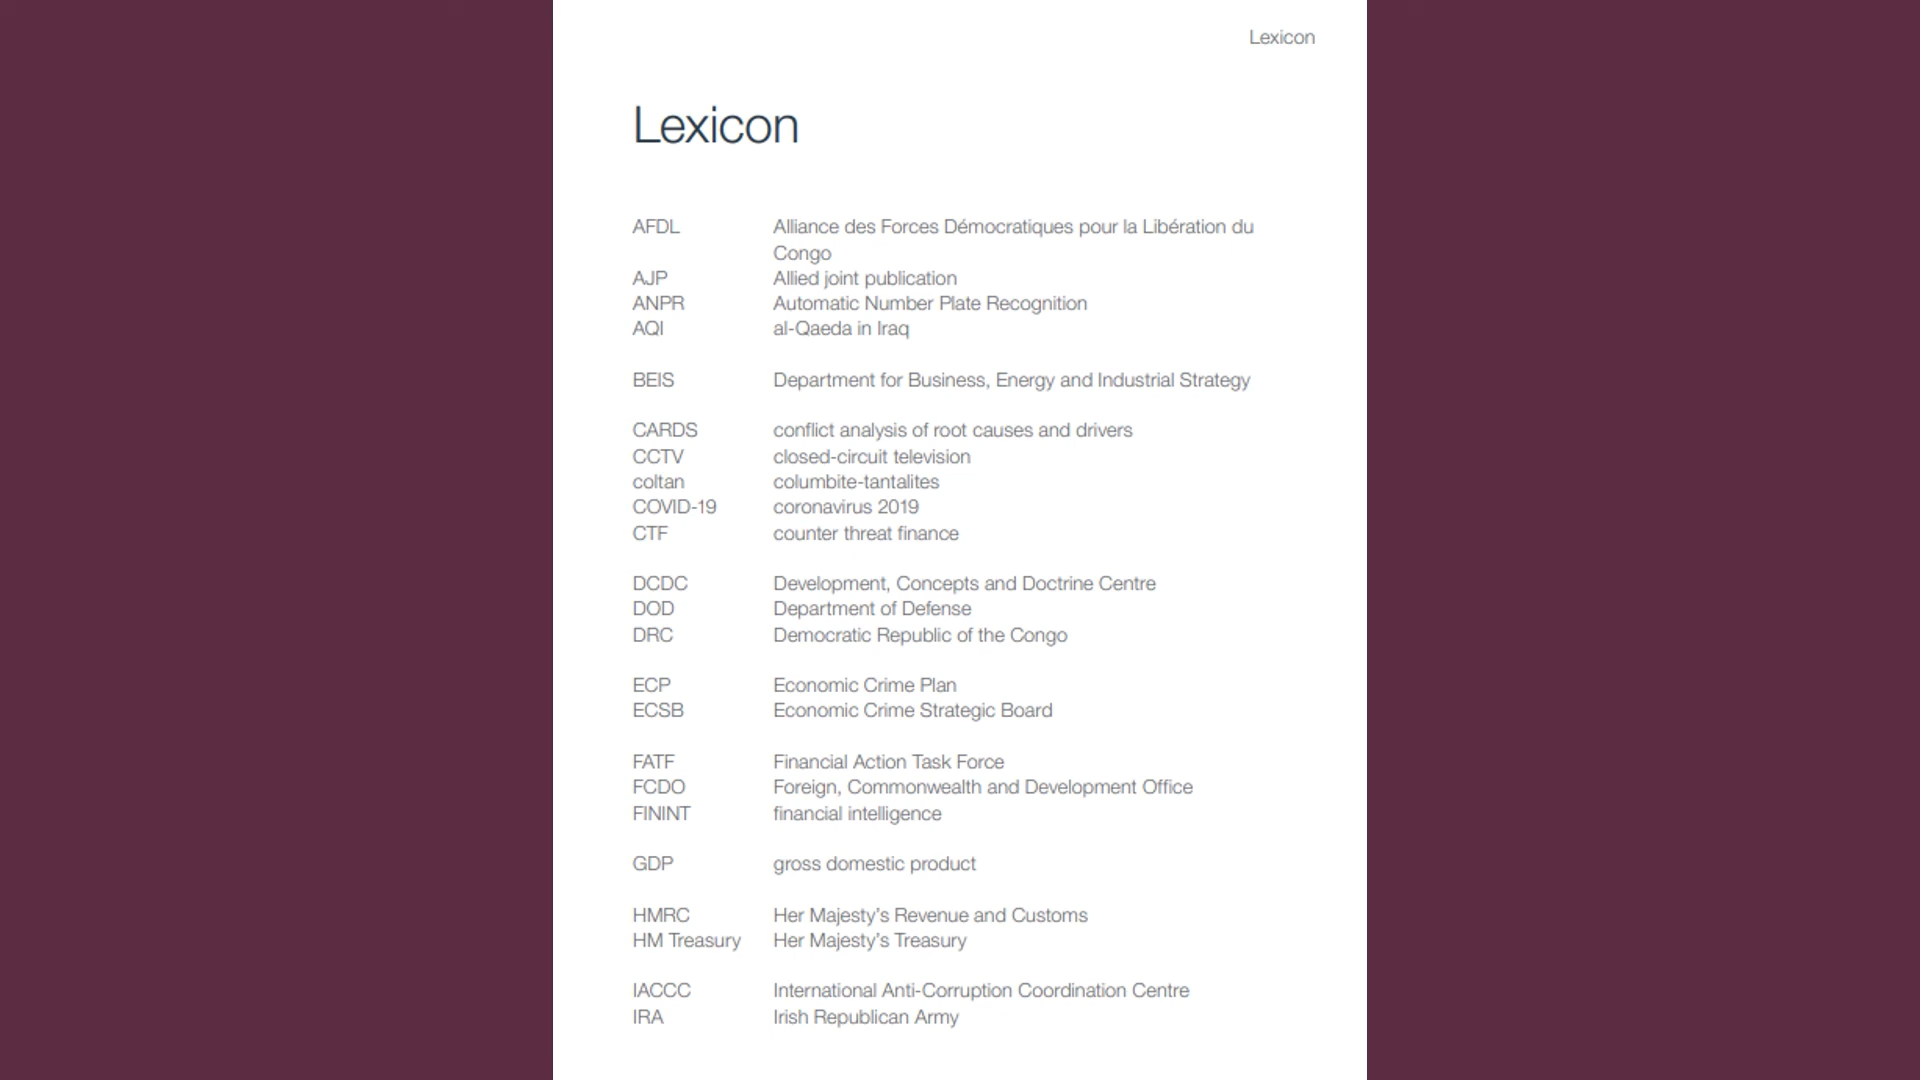 Lexicon
Lexicon
AFDL Alliance des Forces Démocratiques pour la Libération du
Congo
AJP Allied joint publication
ANPR Automatic Number Plate Recognition
AQI al-Qaeda in Iraq
BEIS Department for Business, Energy and Industrial Strategy
CARDS conflict analysis of root causes and drivers
CCTV closed-circuit television
coltan columbite-tantalites
COVID-19 coronavirus 2019
CTF counter threat finance
DCDC Development, Concepts and Doctrine Centre
DOD Department of Defense
DRC Democratic Republic of the Congo
ECP Economic Crime Plan
ECSB Economic Crime Strategic Board
FATF Financial Action Task Force
FCDO Foreign, Commonwealth and Development Office
FININT financial intelligence
GDP gross domestic product
HMRC Her Majesty’s Revenue and Customs
HM Treasury Her Majesty’s Treasury
IACCC International Anti-Corruption Coordination Centre
IRA Irish Republican Army